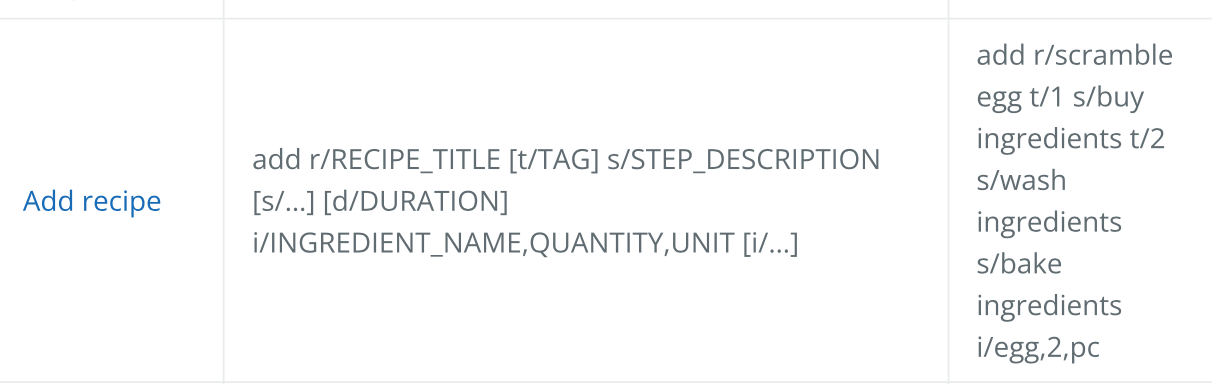 Add recipe
add r/RECIPE_TITLE [t/TAG] s/STEP_DESCRIPTION
[s/...] [d/DURATION]
i/INGREDIENT_NAME,QUANTITY,UNIT [i/...]
add r/scramble
egg t/1 s/buy
ingredients t/2
s/wash
ingredients
s/bake
ingredients
i/egg,2,pc